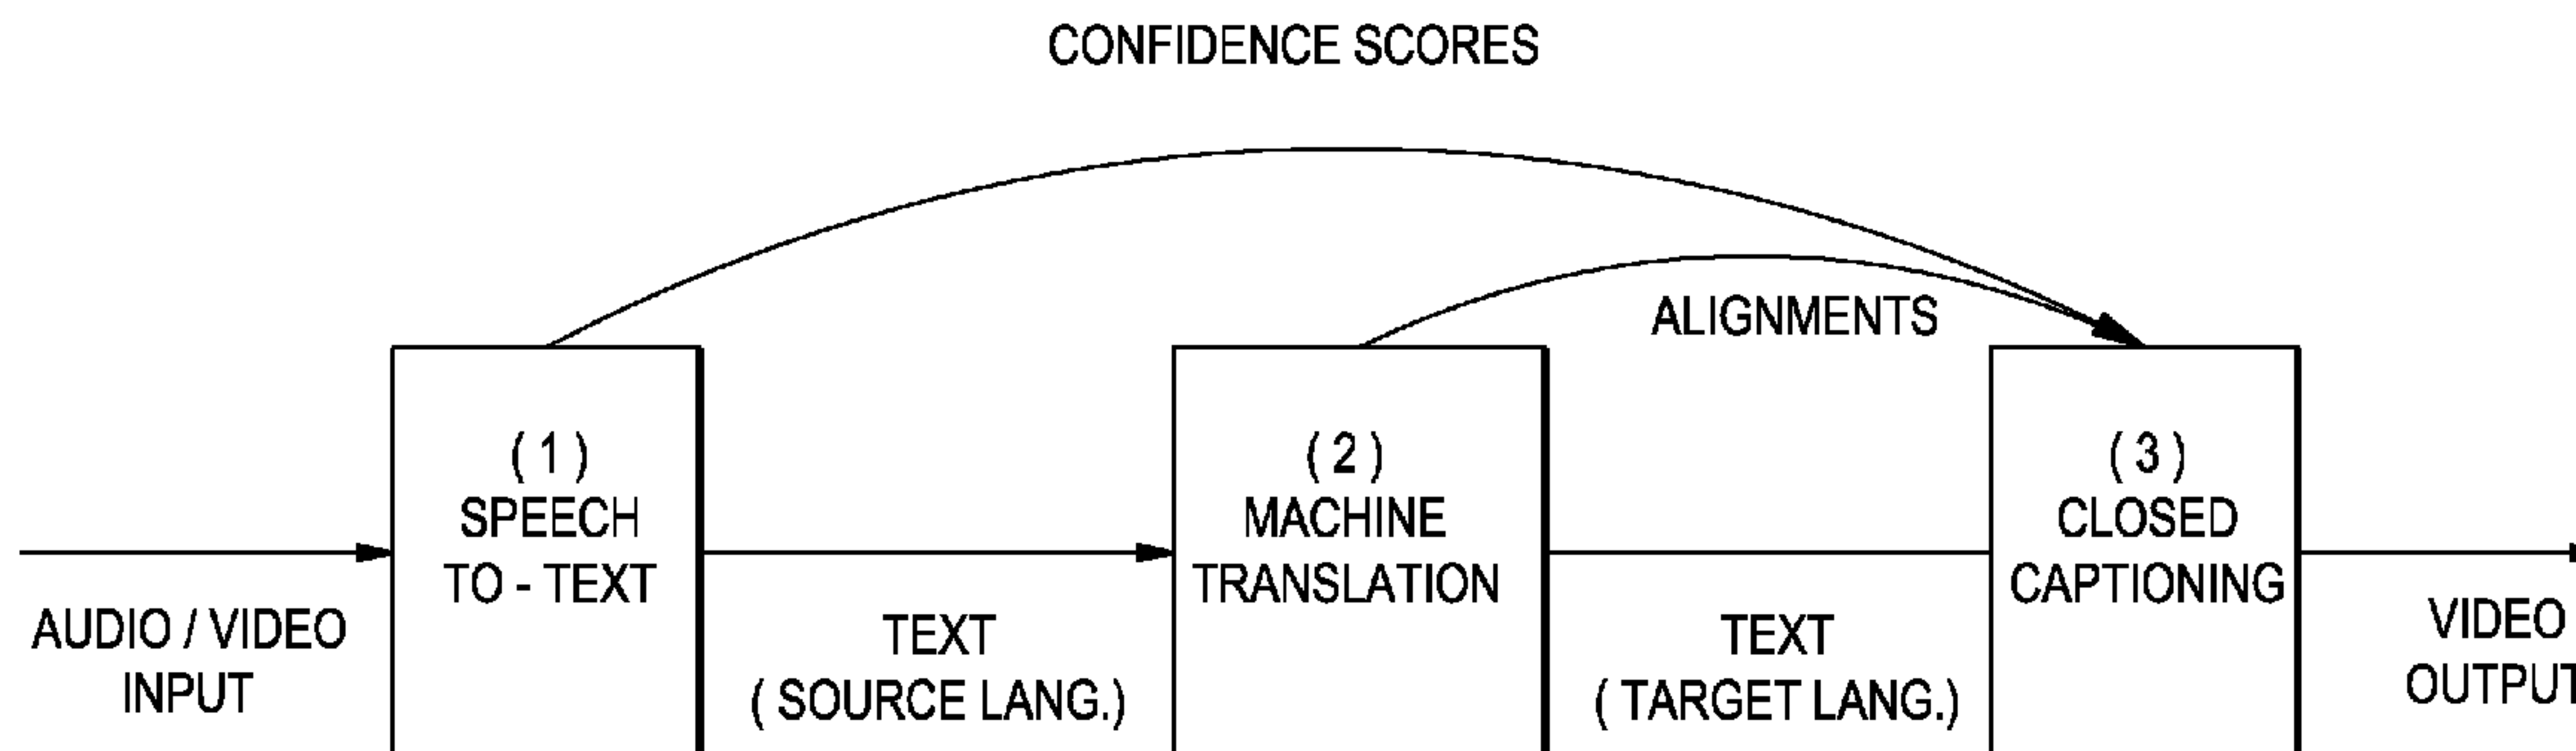 CONFIDENCE SCORES
ALIGNMENTS
( 1 )
SPEECH
TO - TEXT
( 2 )
MACHINE
TRANSLATION
( 3 )
CLOSED
CAPTIONING
AUDIO / VIDEO
INPUT
TEXT
( SOURCE LANG.)
TEXT
( TARGET LANG.)
VIDEO
OUTPUT